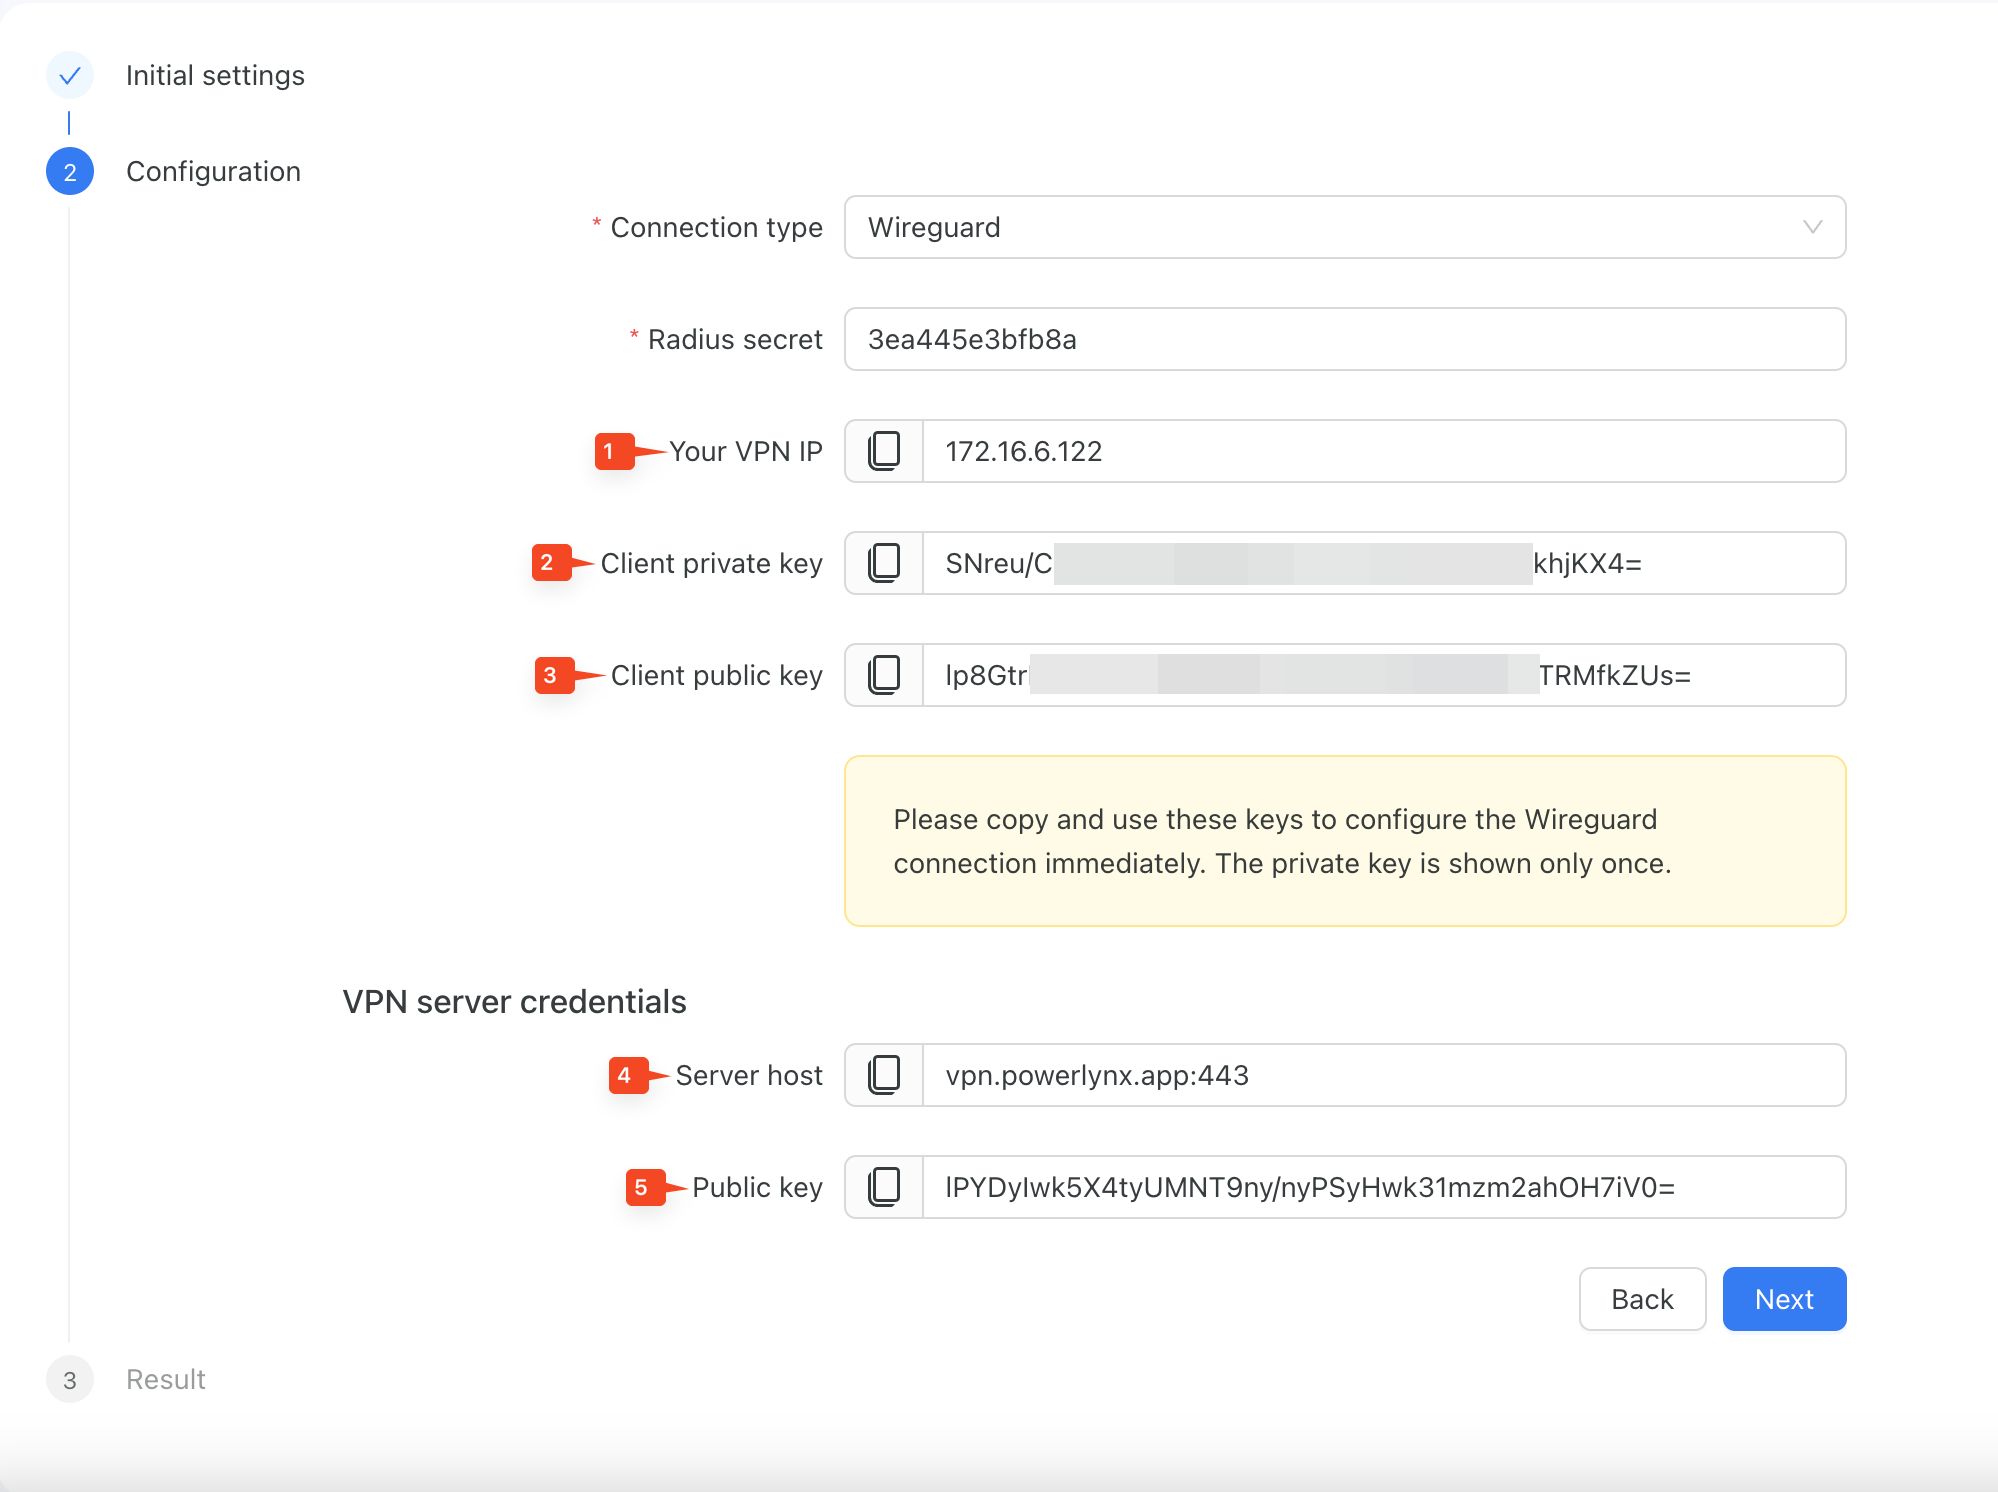 Initial settings
2 Configuration
* Connection type Wireguard
* Radius secret 3ea445e3bfb8a
1 Your VPN IP 172.16.6.122
2 Client private key SNreu/C khjKX4=
3 Client public key lp8Gtr TRMfkZUs=
Please copy and use these keys to configure the Wireguard
connection immediately. The private key is shown only once.
VPN server credentials
4 Server host vpn.powerlynx.app:443
5 Public key lPYDylwk5X4tyUMNT9ny/nyPSyHwk31mzm2ahOH7iV0=
Back Next
3 Result